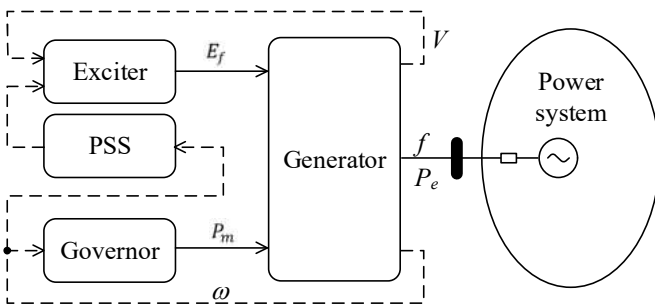 V
Exciter
E_f
Power
system
PSS
Generator
f
P_e
Governor
P_m
ω